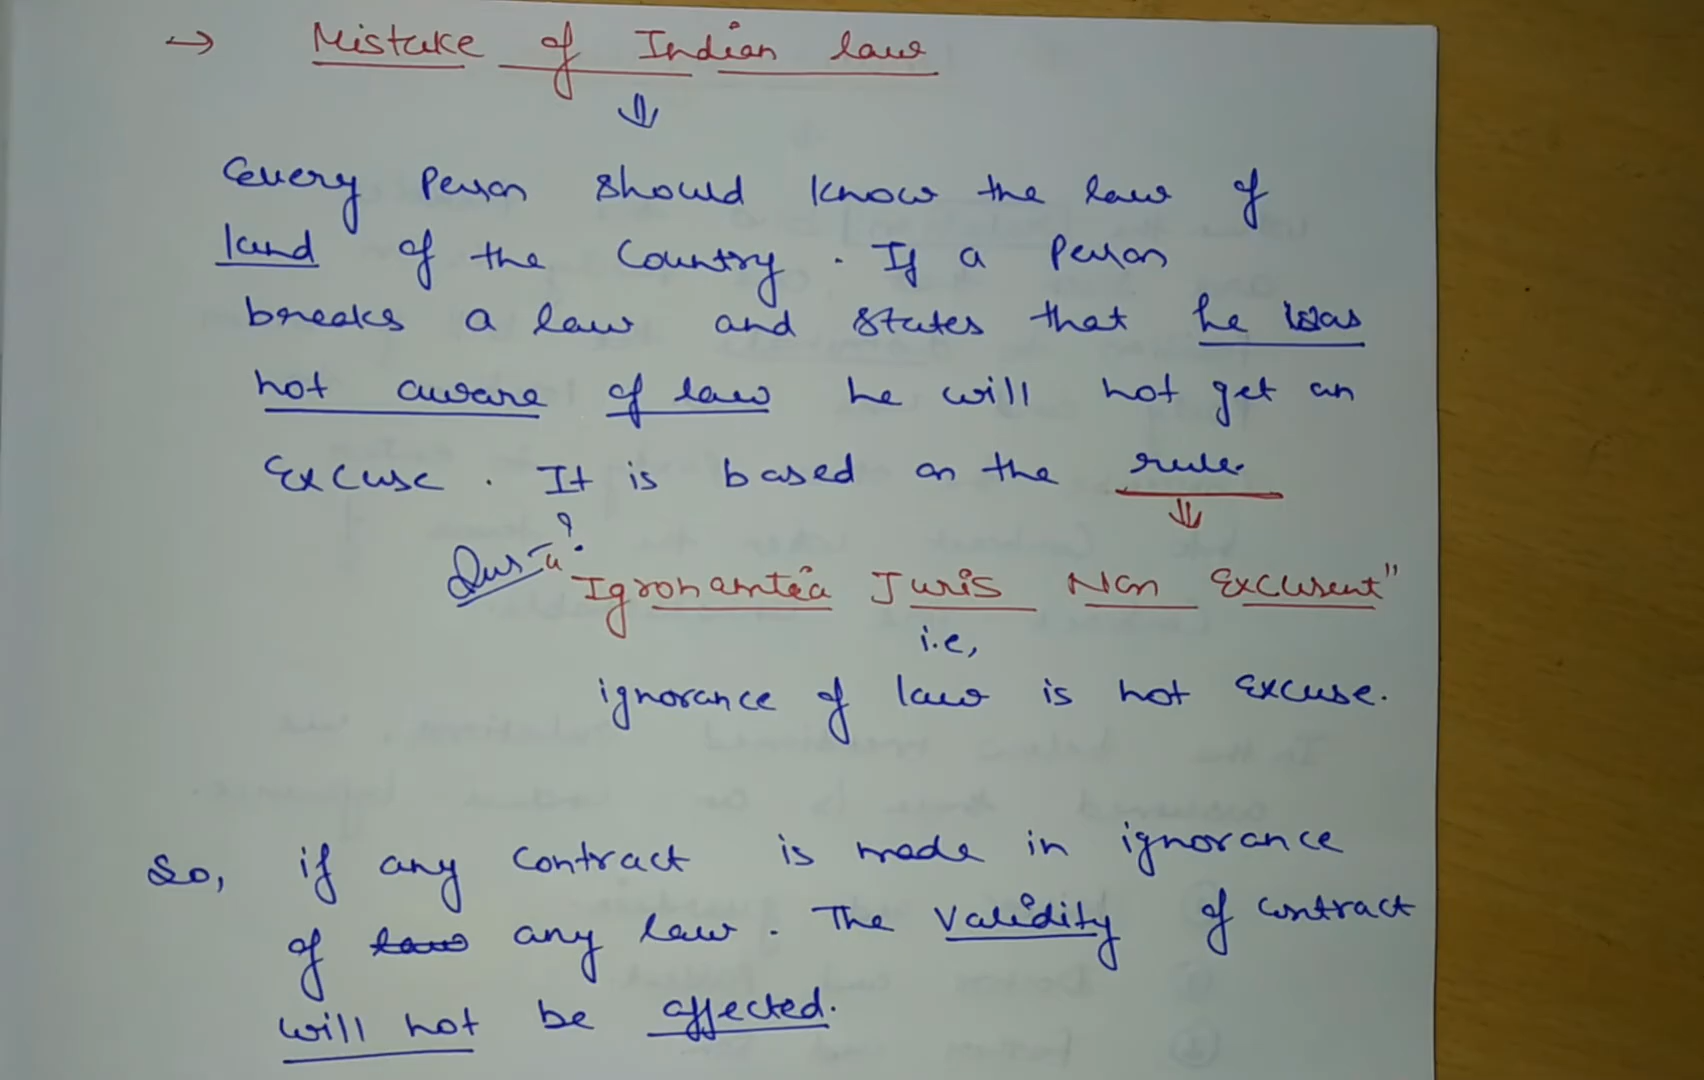 → Mistake of Indian law
⇓
Every Person should know the law of
land of the Country. If a Person
breaks a law and states that he was
not aware of law he will not get an
Excuse. It is based on the rule.
⇓
Ques - ?
"Igronamtia Juris Non Excusent"
i.e,
ignorance of law is not excuse.
So, if any contract is made in ignorance
of law any law. The validity of contract
will not be affected.